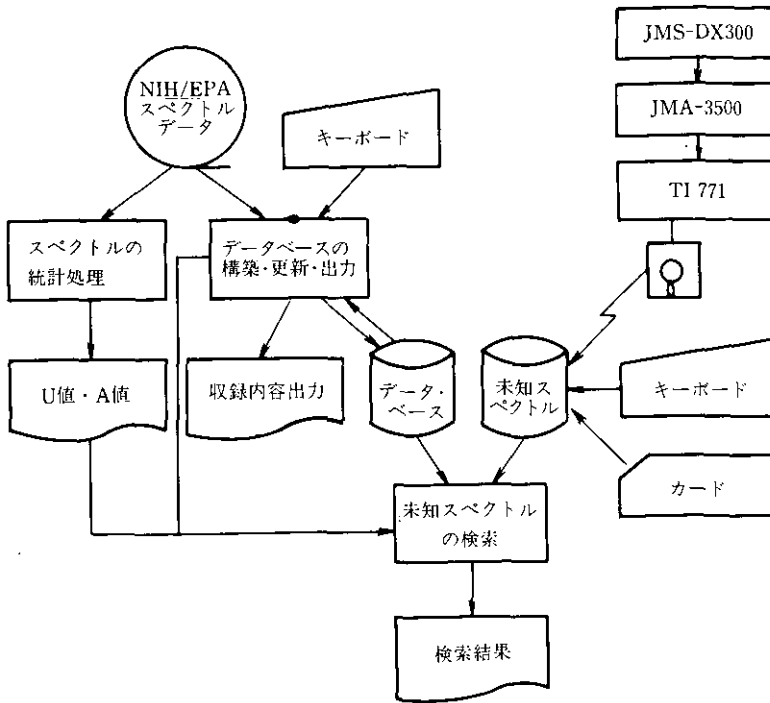 JMS-DX300
NIH/EPA
スペクトル
データ
キーボード
JMA-3500
TI 771
スペクトルの
統計処理
データベースの
構築・更新・出力
U値・A値
収録内容出力
データ・
ベース
未知ス
ペクトル
キーボード
カード
未知スペクトル
の検索
検索結果